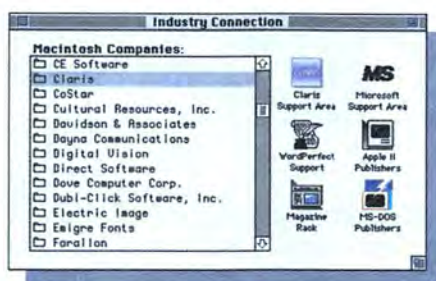 Industry Connection
Macintosh Companies:
CE Software
Claris
CoStar
Cultural Resources, Inc.
Davidson & Associates
Dayna Communications
Digital Vision
Direct Software
Dove Computer Corp.
Dubl-Click Software, Inc.
Electric Image
Emigre Fonts
Farallon
Claris
Support Area
MS
Microsoft
Support Area
WordPerfect
Support
Apple II
Publishers
Magazine
Rack
MS-DOS
Publishers